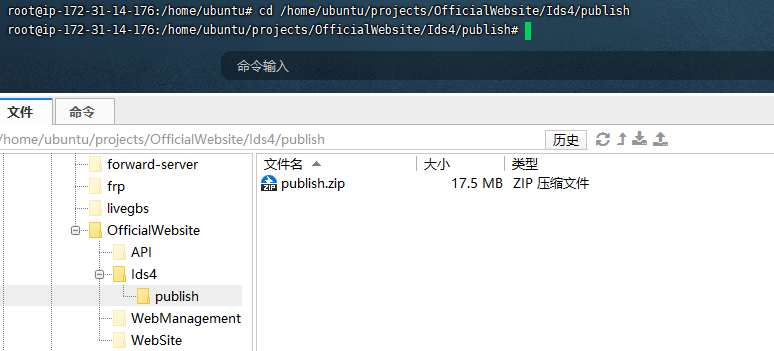 root@ip-172-31-14-176:/home/ubuntu# cd /home/ubuntu/projects/OfficialWebsite/Ids4/publish
root@ip-172-31-14-176:/home/ubuntu/projects/OfficialWebsite/Ids4/publish#
命令输入
文件 命令
/home/ubuntu/projects/OfficialWebsite/Ids4/publish 历史
文件名 大小 类型
forward-server
publish.zip 17.5 MB ZIP 压缩文件
ZIP
frp
livegbs
OfficialWebsite
API
Ids4
publish
WebManagement
WebSite